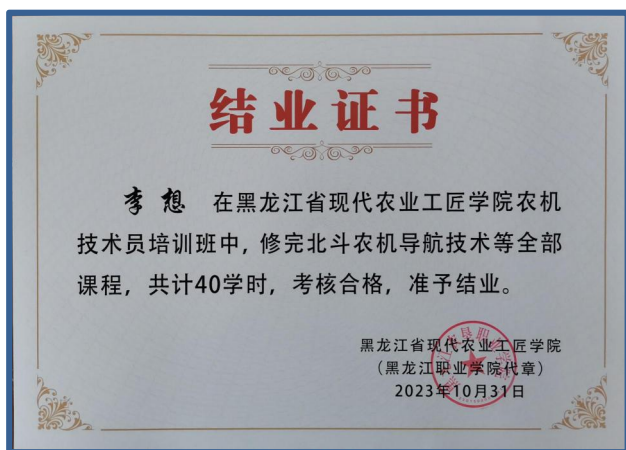 结业证书
李想 在黑龙江省现代农业工匠学院农机
技术员培训班中，修完北斗农机导航技术等全部
课程，共计40学时，考核合格，准予结业。
黑龙江省现代农业工匠学院
（黑龙江职业学院代章）
2023年10月31日